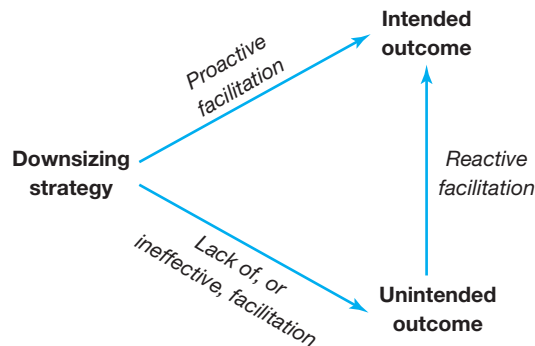 Intended
outcome
Proactive
facilitation
Downsizing
strategy
Reactive
facilitation
Lack of, or
ineffective, facilitation
Unintended
outcome